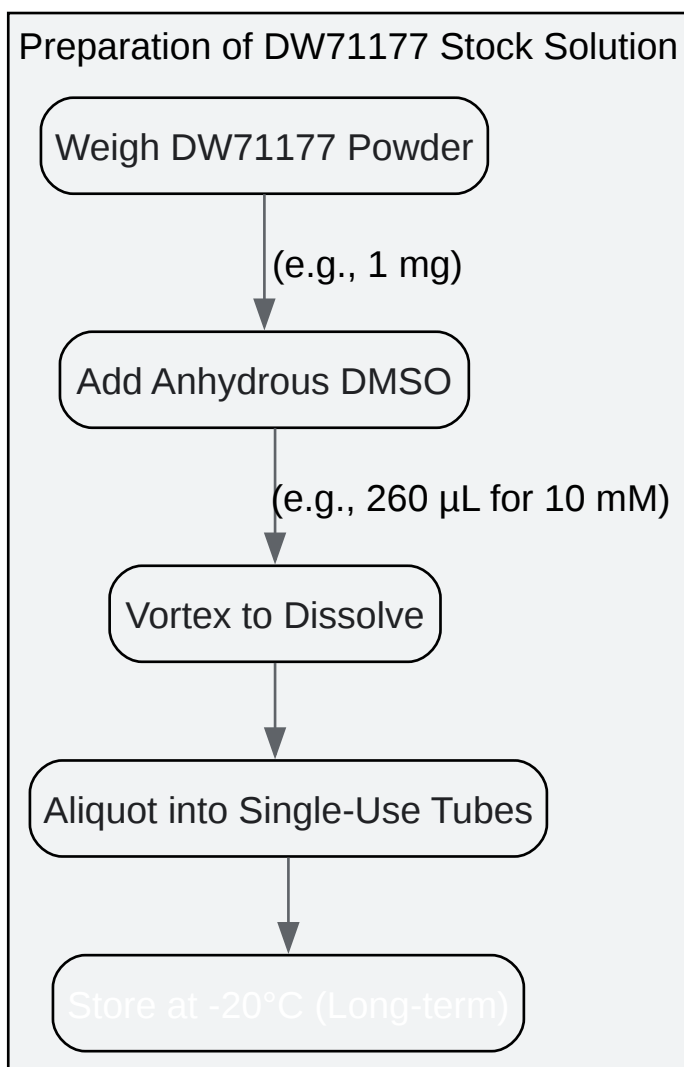 Preparation of DW71177 Stock Solution
Weigh DW71177 Powder
(e.g., 1 mg)
Add Anhydrous DMSO
(e.g., 260 µL for 10 mM)
Vortex to Dissolve
Aliquot into Single-Use Tubes
Store at -20°C (Long-term)